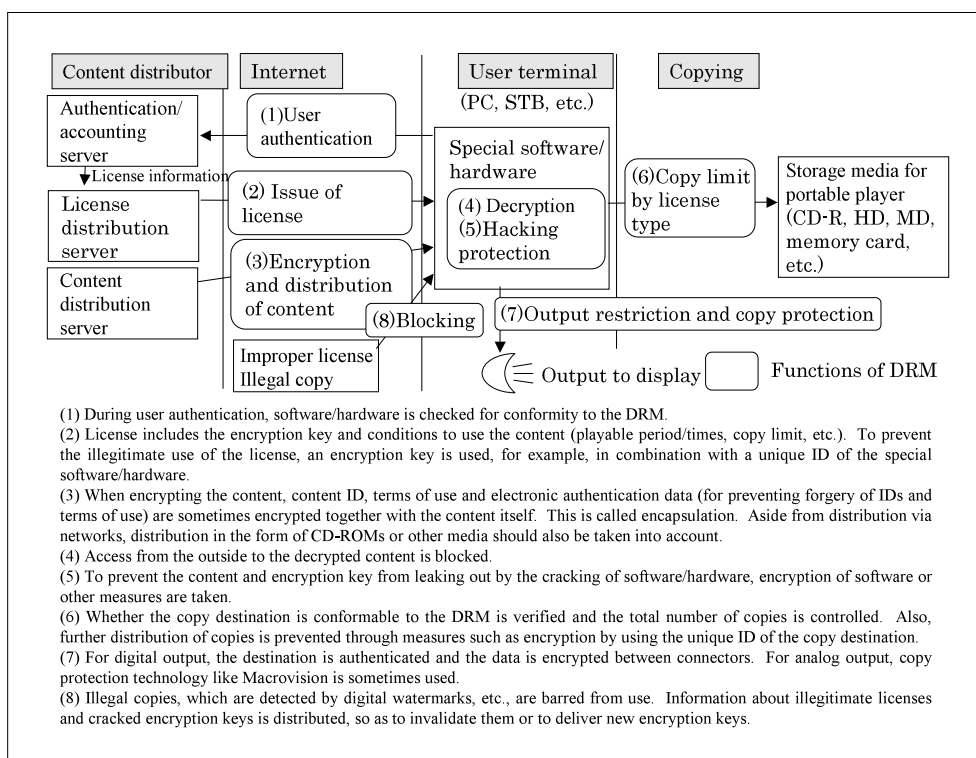 Content distributor
Internet
User terminal
(PC, STB, etc.)
Copying
Authentication/
accounting
server
(1)User
authentication
License information
License
distribution
server
(2) Issue of
license
Content
distribution
server
(3)Encryption
and distribution
of content
Special software/
hardware
(4) Decryption
(5)Hacking
protection
(6)Copy limit
by license
type
Storage media for
portable player
(CD-R, HD, MD,
memory card,
etc.)
(8)Blocking
(7)Output restriction and copy protection
Improper license
Illegal copy
Output to display
Functions of DRM
(1) During user authentication, software/hardware is checked for conformity to the DRM.
(2) License includes the encryption key and conditions to use the content (playable period/times, copy limit, etc.). To prevent
the illegitimate use of the license, an encryption key is used, for example, in combination with a unique ID of the special
software/hardware.
(3) When encrypting the content, content ID, terms of use and electronic authentication data (for preventing forgery of IDs and
terms of use) are sometimes encrypted together with the content itself. This is called encapsulation. Aside from distribution via
networks, distribution in the form of CD-ROMs or other media should also be taken into account.
(4) Access from the outside to the decrypted content is blocked.
(5) To prevent the content and encryption key from leaking out by the cracking of software/hardware, encryption of software or
other measures are taken.
(6) Whether the copy destination is conformable to the DRM is verified and the total number of copies is controlled. Also,
further distribution of copies is prevented through measures such as encryption by using the unique ID of the copy destination.
(7) For digital output, the destination is authenticated and the data is encrypted between connectors. For analog output, copy
protection technology like Macrovision is sometimes used.
(8) Illegal copies, which are detected by digital watermarks, etc., are barred from use. Information about illegitimate licenses
and cracked encryption keys is distributed, so as to invalidate them or to deliver new encryption keys.